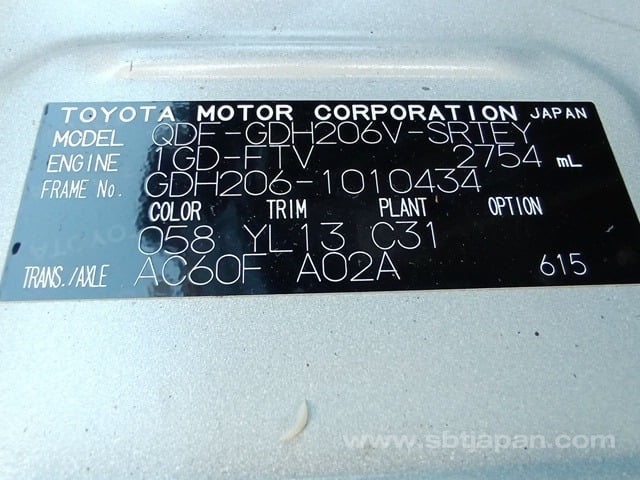 TOYOTA MOTOR CORPORATION JAPAN
MODEL QDF-GDH206V-SRTEY
ENGINE 1GD-FTV 2754 mL
FRAME No. GDH206-1010434
COLOR TRIM PLANT OPTION
058 YL13 C31
TRANS./AXLE AC60F A02A 615
www.sbtjapan.com